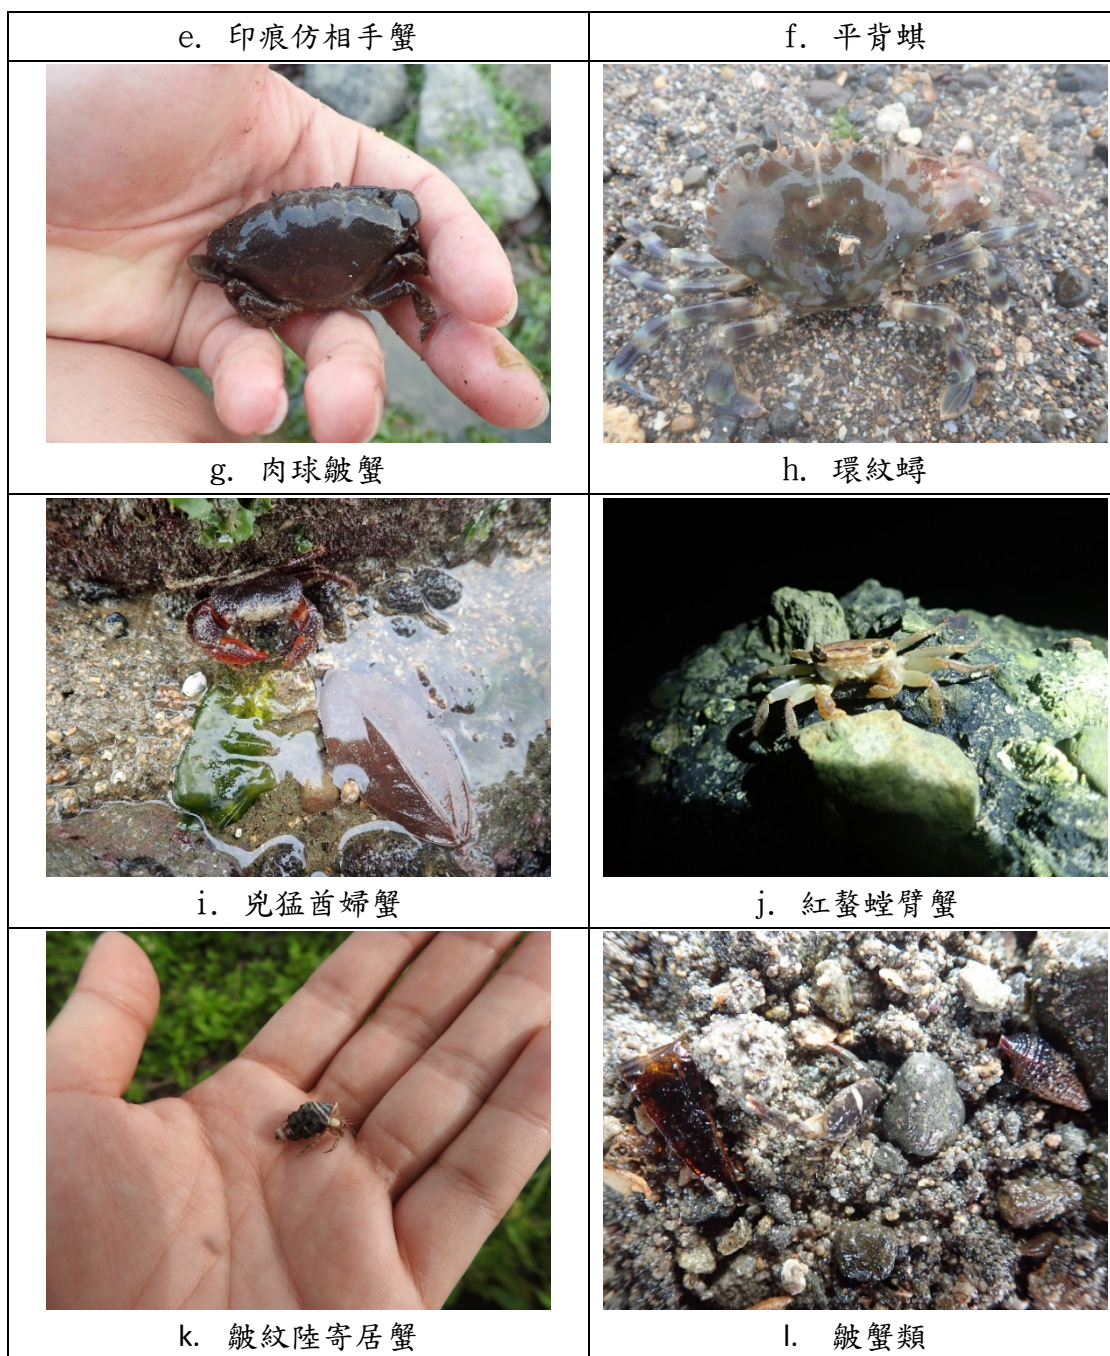 e. 印痕仿相手蟹
f. 平背蜞
g. 肉球皺蟹
h. 環紋蟳
i. 兇猛酋婦蟹
j. 紅螯螳臂蟹
k. 皺紋陸寄居蟹
l. 皺蟹類